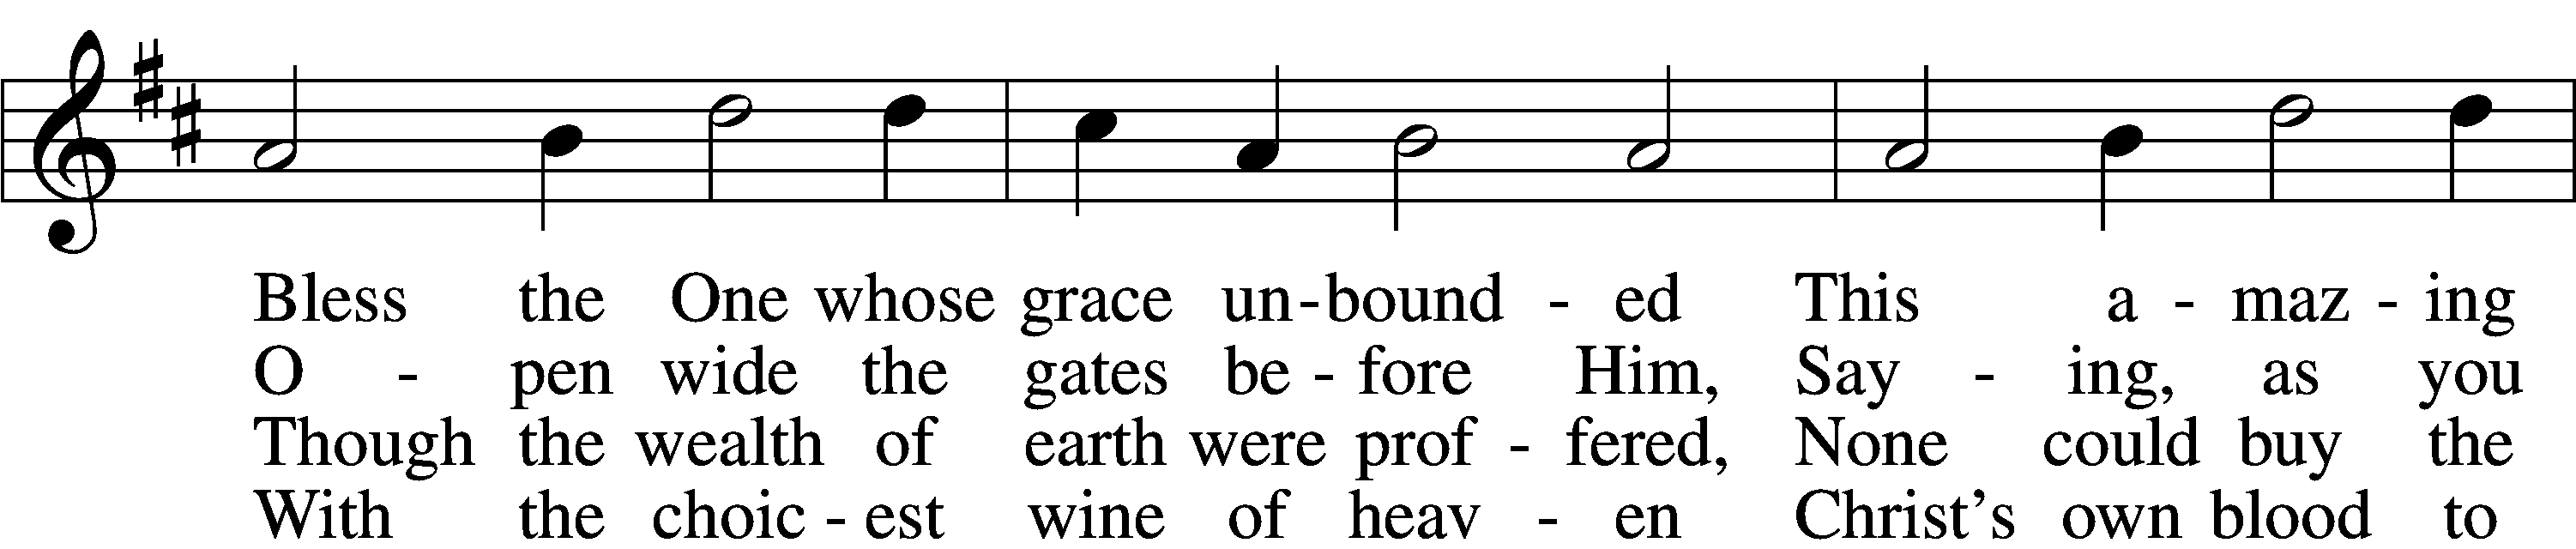 Bless the One whose grace un-bound - ed This a - maz - ing
O - pen wide the gates be - fore Him, Say - ing, as you
Though the wealth of earth were prof - fered, None could buy the
With the choic - est wine of heav - en Christ's own blood to